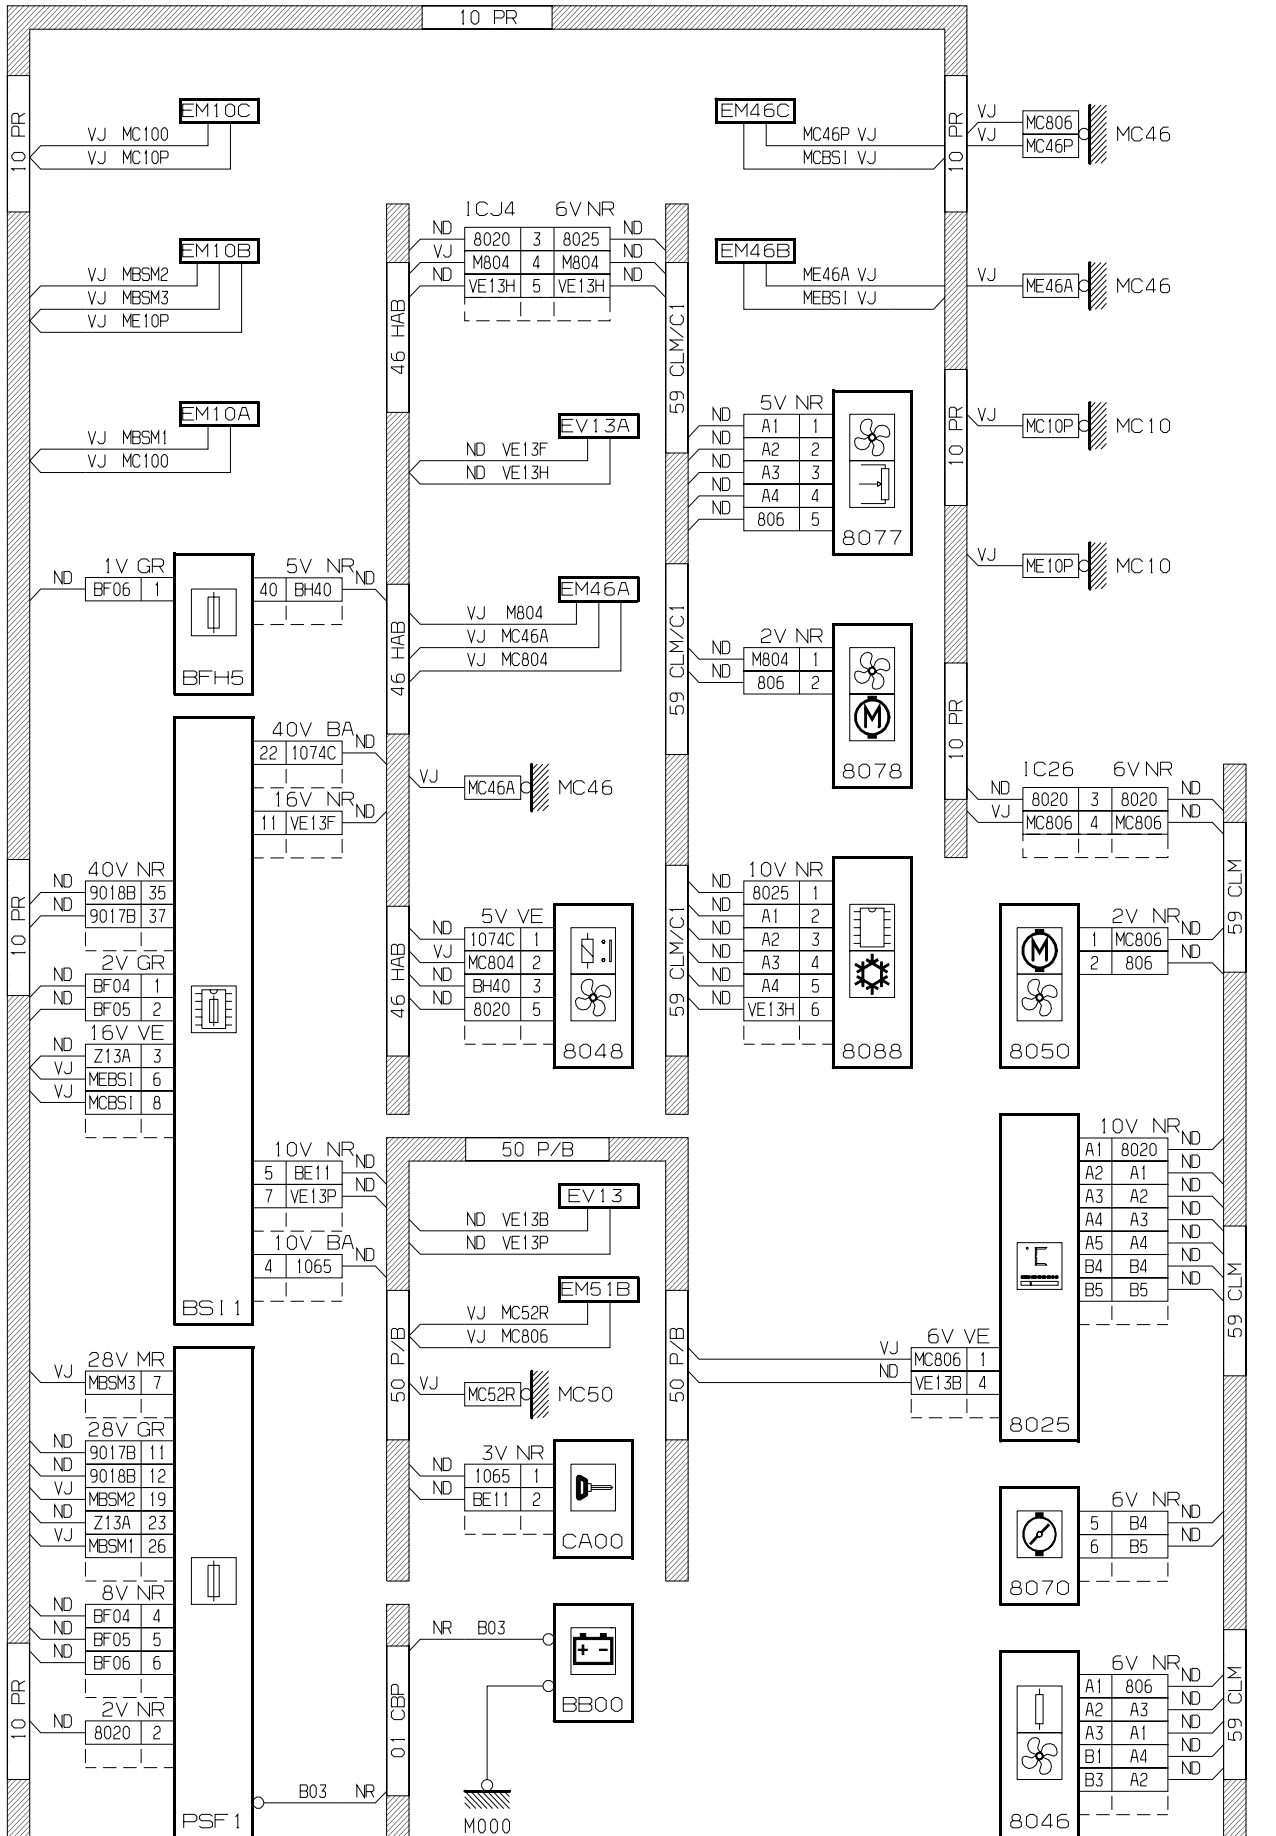 10 PR
10 PR
EM10C
VJ MC100
VJ MC10P
EM10B
VJ MBSM2
VJ MBSM3
VJ ME10P
EM10A
VJ MBSM1
VJ MC100
1V GR
ND BF06 1
5V NR
40 BH40 ND
BFH5
40V BA
22 1074C ND
16V NR
11 VE13F ND
10 PR
40V NR
ND 9018B 35
ND 9017B 37
2V GR
ND BF04 1
ND BF05 2
16V VE
ND Z13A 3
VJ MEBSI 6
VJ MCBSI 8
10V NR
5 BE11 ND
7 VE13P ND
10V BA
4 1065 ND
BSI1
28V MR
VJ MBSM3 7
28V GR
ND 9017B 11
ND 9018B 12
VJ MBSM2 19
ND Z13A 23
VJ MBSM1 26
8V NR
ND BF04 4
ND BF05 5
ND BF06 6
10 PR
2V NR
ND 8020 2
B03 NR
PSF1
46 HAB
ICJ4 6V NR
ND 8020 3 8025 ND
VJ M804 4 M804 ND
ND VE13H 5 VE13H ND
59 CLM/C1
EV13A
ND VE13F
ND VE13H
46 HAB
EM46A
VJ M804
VJ MC46A
VJ MC804
VJ MC46A MC46
46 HAB
5V VE
ND 1074C 1
VJ MC804 2
ND BH40 3
ND 8020 5
8048
50 P/B
EV13
ND VE13B
ND VE13P
EM51B
VJ MC52R
VJ MC806
50 P/B
VJ MC52R MC50
3V NR
ND 1065 1
ND BE11 2
CA00
50 P/B
01 CBP
NR B03
BB00
M000
EM46C
MC46P VJ
MCBSI VJ
10 PR
VJ MC806
VJ MC46P
MC46
EM46B
ME46A VJ
MEBSI VJ
VJ ME46A MC46
5V NR
ND A1 1
ND A2 2
ND A3 3
ND A4 4
ND 806 5
8077
10 PR
VJ MC10P MC10
VJ ME10P MC10
59 CLM/C1
2V NR
ND M804 1
ND 806 2
M
8078
10 PR
IC26 6V NR
ND 8020 3 8020 ND
VJ MC806 4 MC806 ND
59 CLM/C1
10V NR
ND 8025 1
ND A1 2
ND A2 3
ND A3 4
ND A4 5
ND VE13H 6
8088
59 CLM
2V NR
1 MC806 ND
2 806 ND
M
8050
10V NR
A1 8020 ND
A2 A1 ND
A3 A2 ND
A4 A3 ND
A5 A4 ND
B4 B4 ND
B5 B5 ND
59 CLM
6V VE
VJ MC806 1
ND VE13B 4
8025
6V NR
5 B4 ND
6 B5 ND
8070
6V NR
A1 806 ND
A2 A3 ND
A3 A1 ND
B1 A4 ND
B3 A2 ND
59 CLM
8046